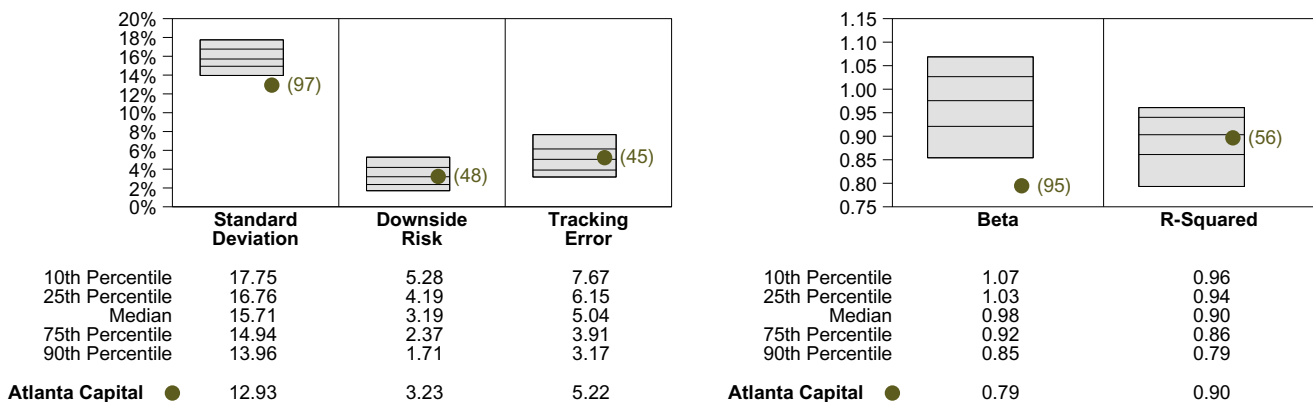 20%
18%
16%
14%
12%
10%
8%
6%
4%
2%
0%
(97)
(48)
(45)
Standard Deviation
Downside Risk
Tracking Error
10th Percentile 17.75 5.28 7.67
25th Percentile 16.76 4.19 6.15
Median 15.71 3.19 5.04
75th Percentile 14.94 2.37 3.91
90th Percentile 13.96 1.71 3.17
Atlanta Capital 12.93 3.23 5.22
1.15
1.10
1.05
1.00
0.95
0.90
0.85
0.80
0.75
(95)
(56)
Beta
R-Squared
10th Percentile 1.07 0.96
25th Percentile 1.03 0.94
Median 0.98 0.90
75th Percentile 0.92 0.86
90th Percentile 0.85 0.79
Atlanta Capital 0.79 0.90